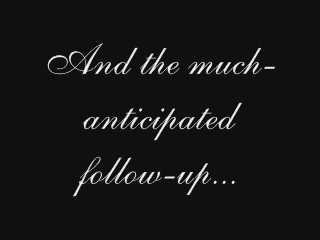 And the much-
anticipated
follow-up...